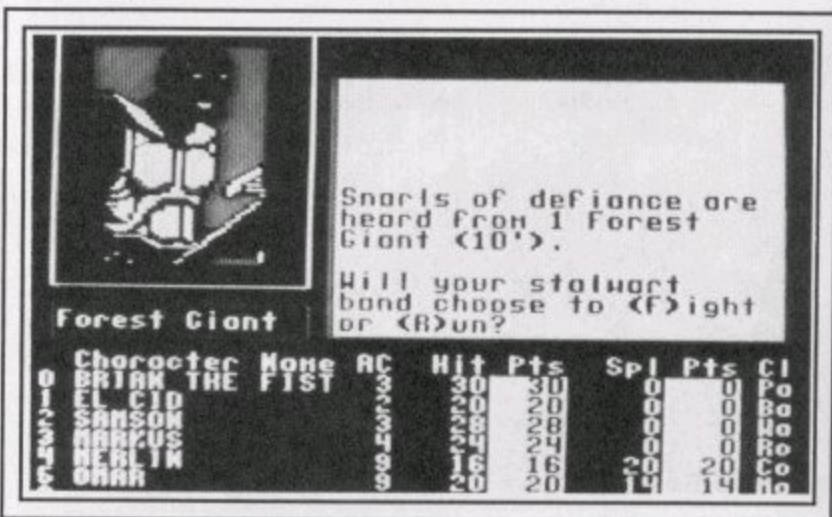 Snarls of defiance are
heard from 1 Forest
Giant (10').
Will your stalwart
band choose to (F)ight
or (R)un?
Forest Giant
Character Name AC Hit Pts Spl Pts Cl
0 BRIAN THE FIST 3 30 30 0 0 Pa
1 EL CID 2 20 20 0 0 Ba
2 SAMSON 3 28 28 0 0 Wa
3 MARKUS 4 24 24 0 0 Ro
4 MERLIN 9 16 16 20 20 Co
OMAR 9 20 20 14 14 Ma